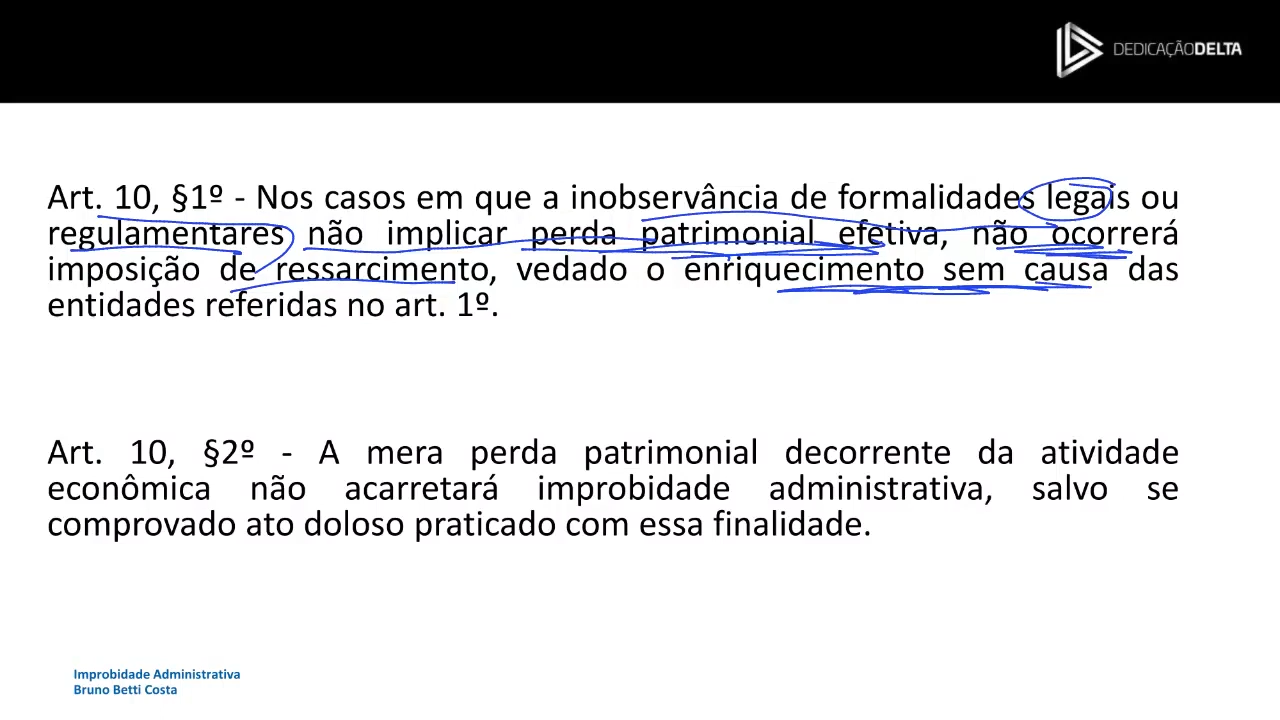 DEDICAÇÃODELTA
Art. 10, §1º - Nos casos em que a inobservância de formalidades legais ou
regulamentares não implicar perda patrimonial efetiva, não ocorrerá
imposição de ressarcimento, vedado o enriquecimento sem causa das
entidades referidas no art. 1º.
Art. 10, §2º - A mera perda patrimonial decorrente da atividade
econômica não acarretará improbidade administrativa, salvo se
comprovado ato doloso praticado com essa finalidade.
Improbidade Administrativa
Bruno Betti Costa